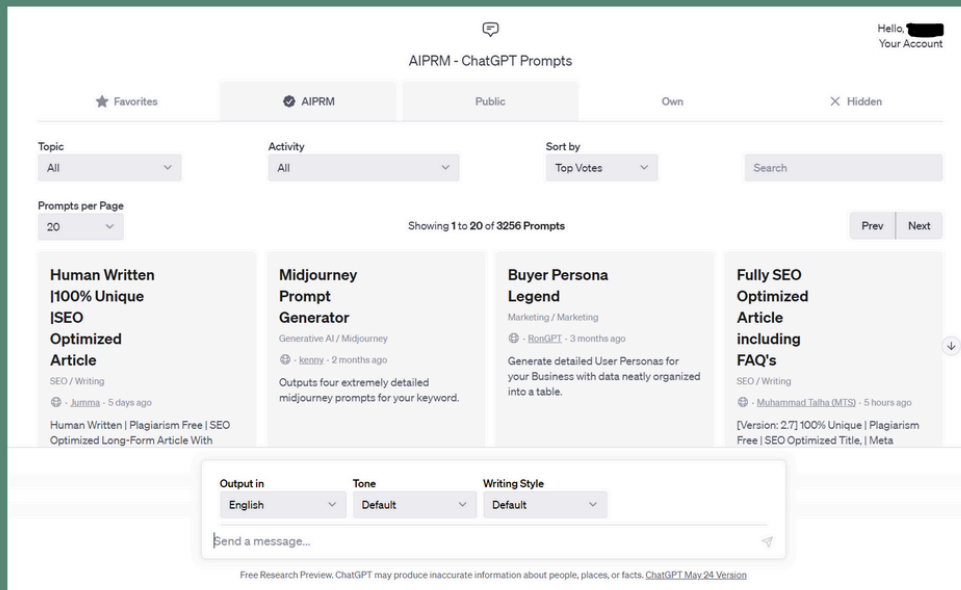 Hello,
Your Account
AIPRM - ChatGPT Prompts
Favorites AIPRM Public Own Hidden
Topic Activity Sort by
All All Top Votes Search
Prompts per Page
20 Showing 1 to 20 of 3256 Prompts Prev Next
Human Written
|100% Unique
|SEO
Optimized
Article
SEO / Writing
· Jumma · 5 days ago
Human Written | Plagiarism Free | SEO
Optimized Long-Form Article With
Midjourney
Prompt
Generator
Generative AI / Midjourney
· kenny · 2 months ago
Outputs four extremely detailed
midjourney prompts for your keyword.
Buyer Persona
Legend
Marketing / Marketing
· RonGPT · 3 months ago
Generate detailed User Personas for
your Business with data neatly organized
into a table.
Fully SEO
Optimized
Article
including
FAQ's
SEO / Writing
· Muhammad Talha (MTS) · 5 hours ago
[Version: 2.7] 100% Unique | Plagiarism
Free | SEO Optimized Title, | Meta
Output in Tone Writing Style
English Default Default
Send a message...
Free Research Preview. ChatGPT may produce inaccurate information about people, places, or facts. ChatGPT May 24 Version